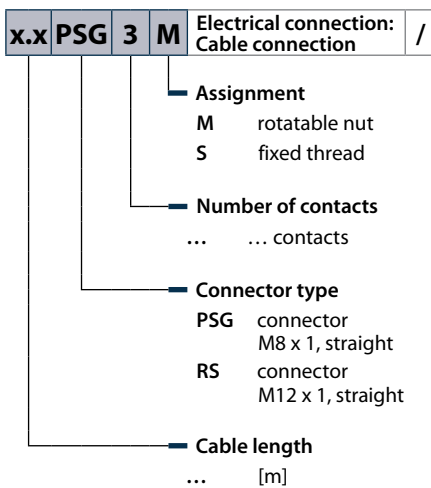 x.x PSG 3 M Electrical connection: /
Cable connection
Assignment
M rotatable nut
S fixed thread
Number of contacts
… … contacts
Connector type
PSG connector
M8 x 1, straight
RS connector
M12 x 1, straight
Cable length
… [m]